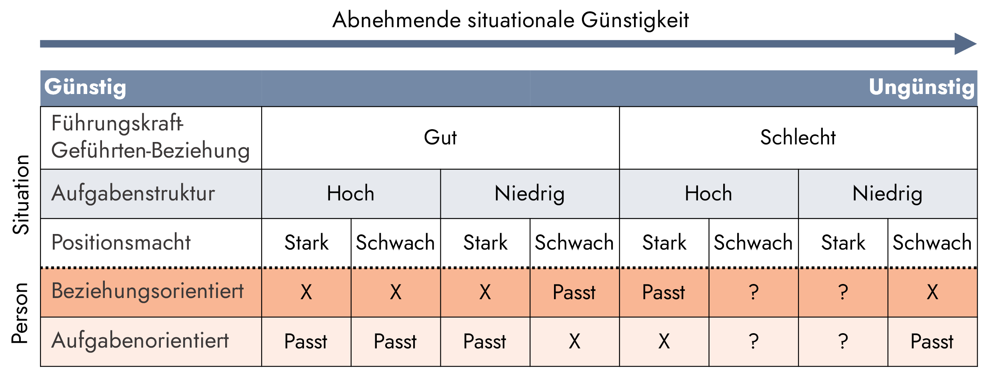 Abnehmende situationale Günstigkeit
Günstig Ungünstig
Führungskraft-
Geführten-Beziehung Gut Schlecht
Aufgabenstruktur Hoch Niedrig Hoch Niedrig
Positionsmacht Stark Schwach Stark Schwach Stark Schwach Stark Schwach
Situation
Beziehungsorientiert X X X Passt Passt ? ? X
Aufgabenorientiert Passt Passt Passt X X ? ? Passt
Person